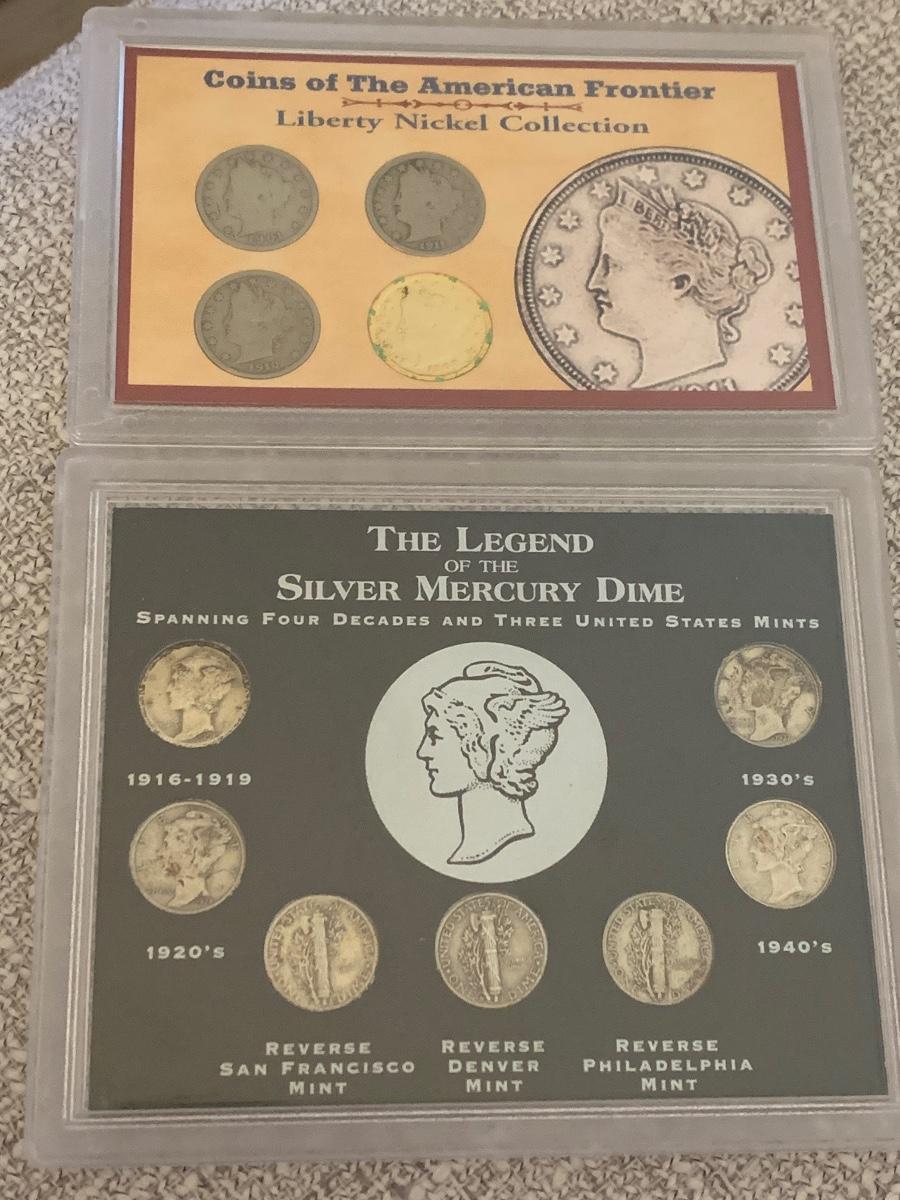 Coins of The American Frontier
Liberty Nickel Collection
LIBER
1911
THE LEGEND
OF THE
SILVER MERCURY DIME
SPANNING FOUR DECADES AND THREE UNITED STATES MINTS
1916-1919
1930's
1920's
1940's
REVERSE
SAN FRANCISCO
MINT
REVERSE
DENVER
MINT
REVERSE
PHILADELPHIA
MINT